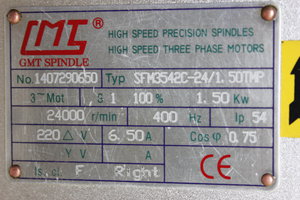 GMT ®
HIGH SPEED PRECISION SPINDLES
HIGH SPEED THREE PHASE MOTORS
GMT SPINDLE
No. 1407290650 Typ SFM3542C-24/1.50TMP
3~Mot S 1 100% 1.50 Kw
24000 r/min 400 Hz Ip 54
220 △ V 6.50 A Cos φ 0.75
Y V A
Is. cl. F Right CE